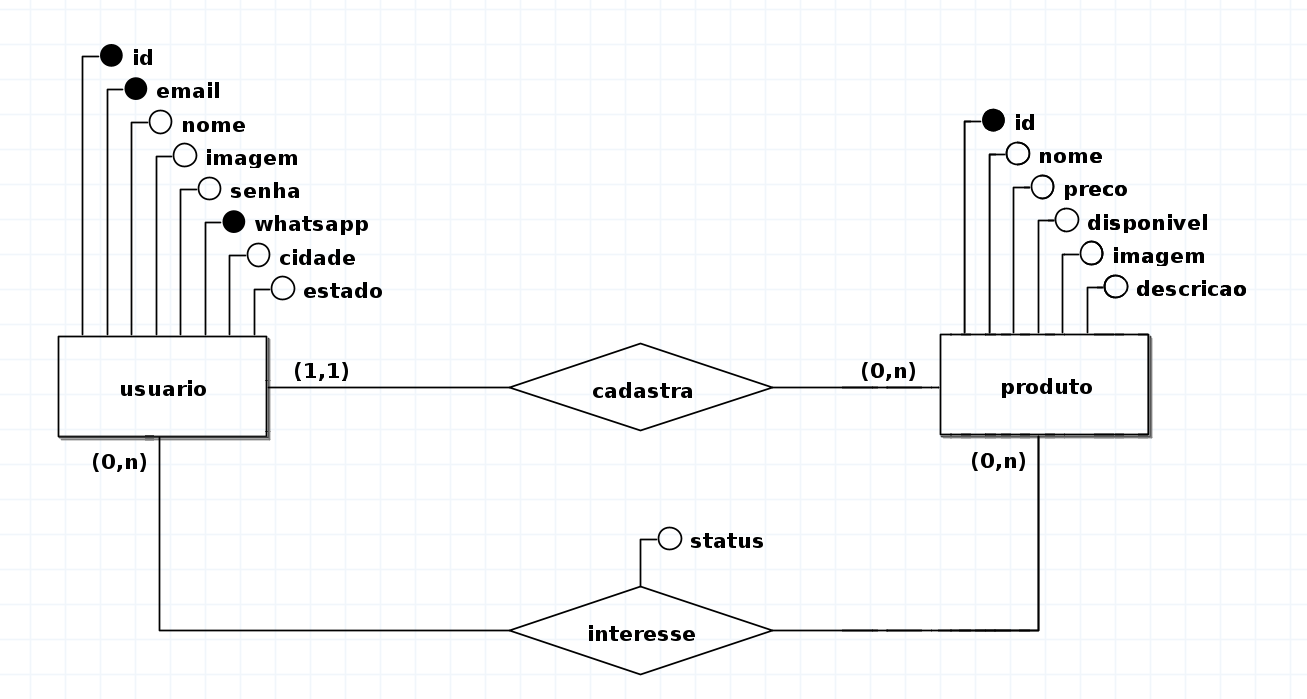 id
email
nome
imagem
senha
whatsapp
cidade
estado
id
nome
preco
disponivel
imagem
descricao
usuario
(1,1)
cadastra
(0,n)
produto
(0,n)
(0,n)
status
interesse